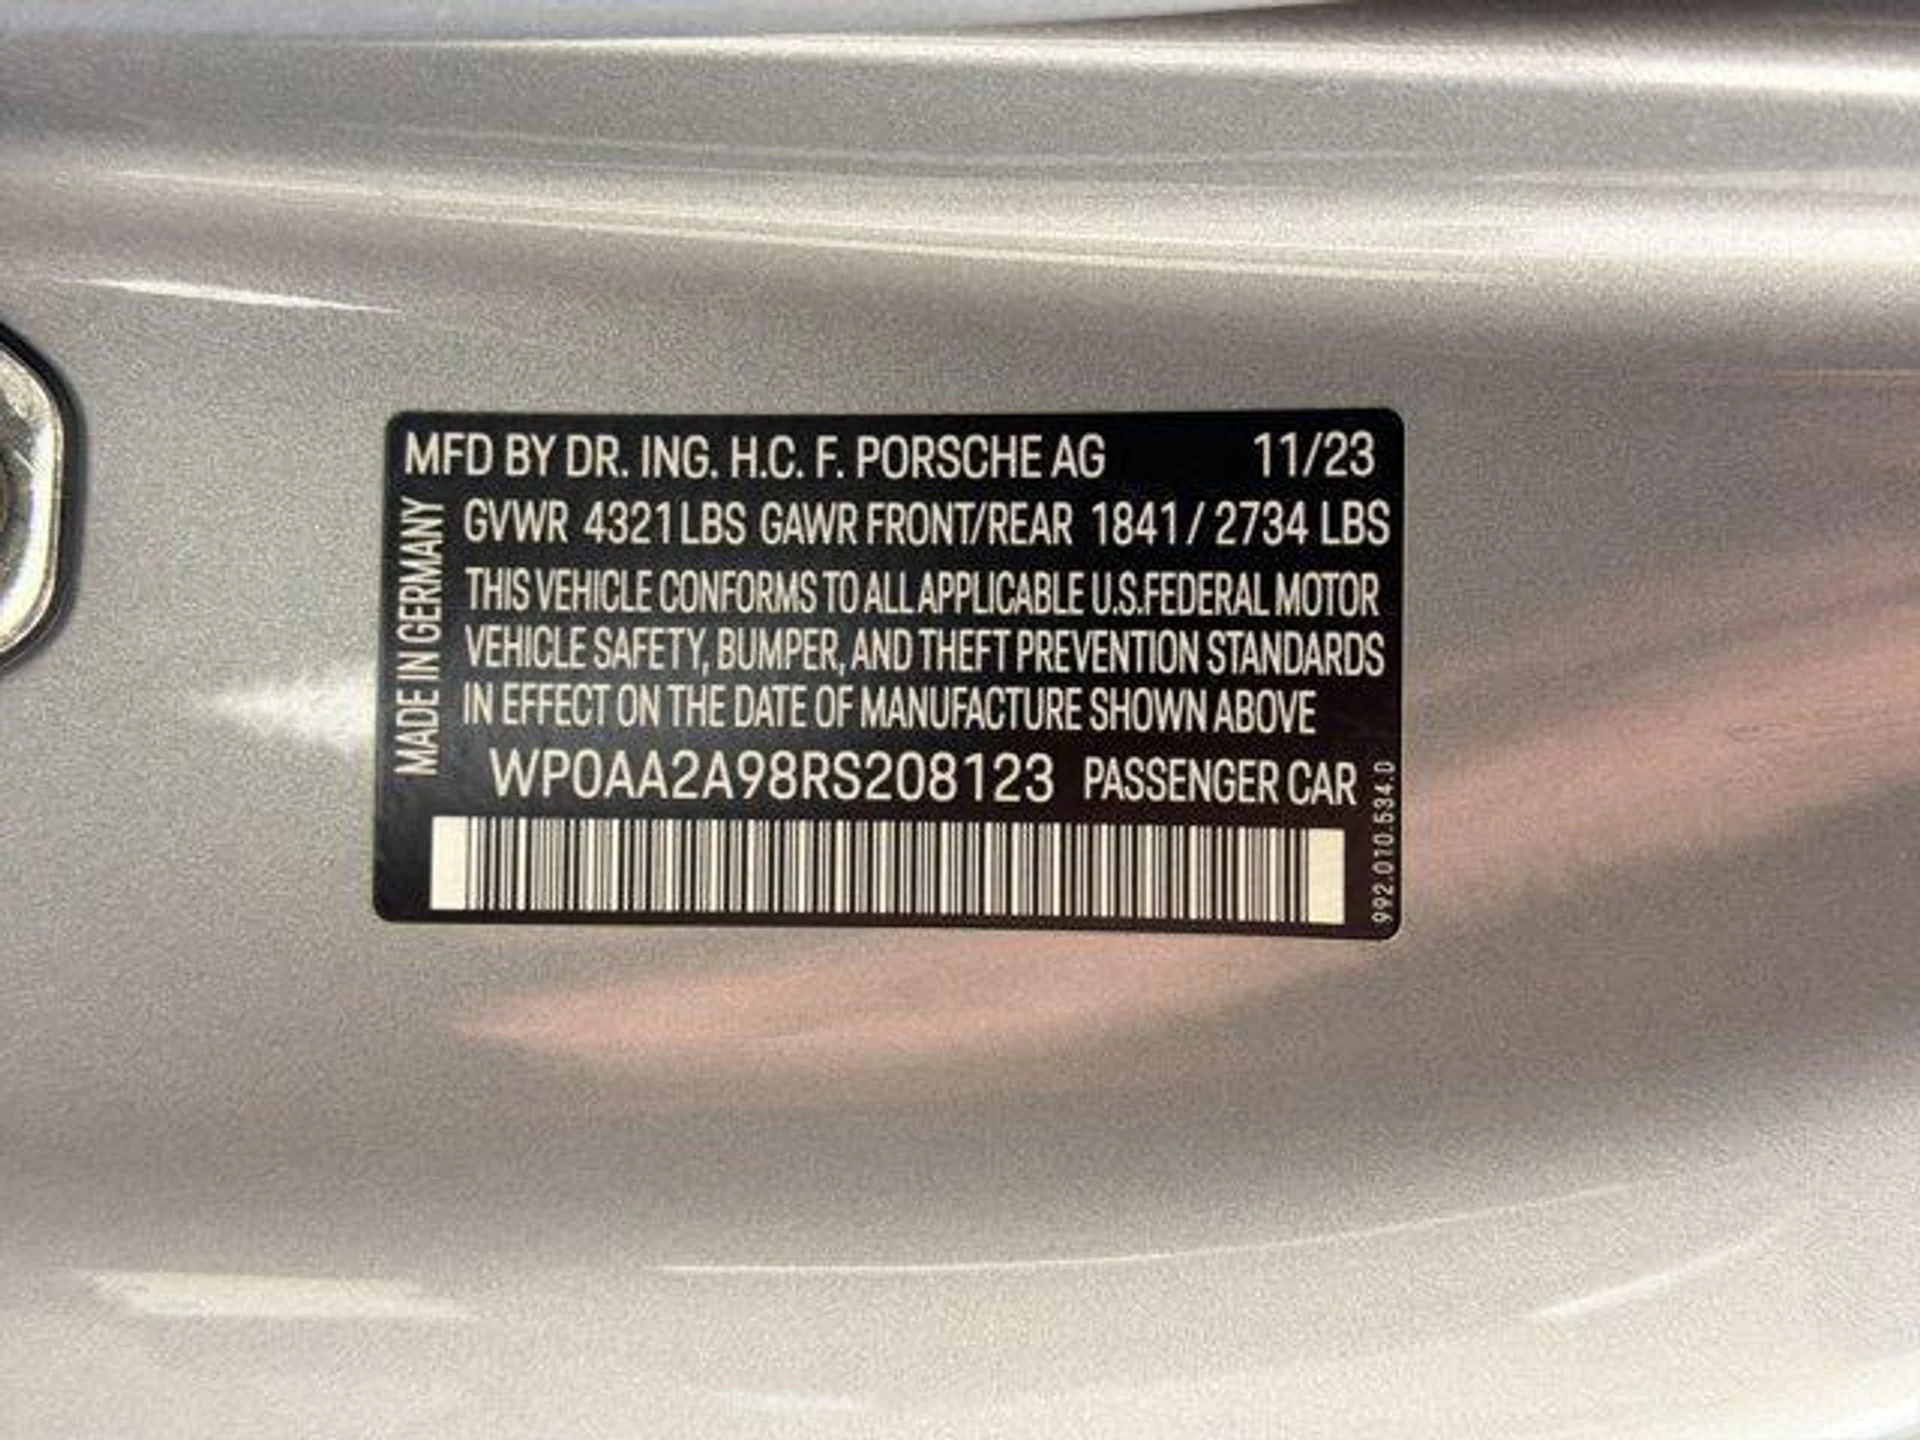 MFD BY DR. ING. H.C. F. PORSCHE AG 11/23
GVWR 4321 LBS GAWR FRONT/REAR 1841 / 2734 LBS
THIS VEHICLE CONFORMS TO ALL APPLICABLE U.S.FEDERAL MOTOR
VEHICLE SAFETY, BUMPER, AND THEFT PREVENTION STANDARDS
IN EFFECT ON THE DATE OF MANUFACTURE SHOWN ABOVE
WP0AA2A98RS208123 PASSENGER CAR
MADE IN GERMANY
992.010.534.0